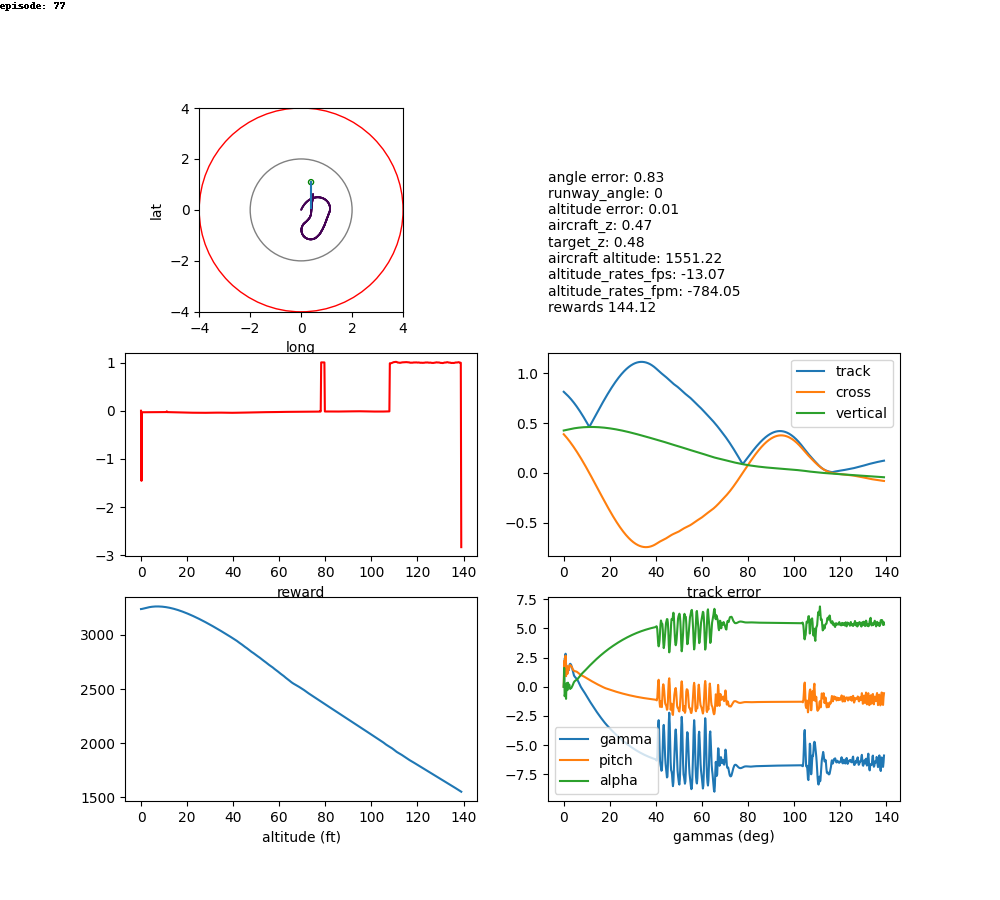 episode: 77
4
2
0
−2
−4
lat
−4 −2 0 2 4
long
angle error: 0.83
runway_angle: 0
altitude error: 0.01
aircraft_z: 0.47
target_z: 0.48
aircraft altitude: 1551.22
altitude_rates_fps: -13.07
altitude_rates_fpm: -784.05
rewards 144.12
1
0
−1
−2
−3
0 20 40 60 80 100 120 140
reward
1.0
0.5
0.0
−0.5
track
cross
vertical
0 20 40 60 80 100 120 140
track error
3000
2500
2000
1500
0 20 40 60 80 100 120 140
altitude (ft)
7.5
5.0
2.5
0.0
−2.5
−5.0
−7.5
gamma
pitch
alpha
0 20 40 60 80 100 120 140
gammas (deg)